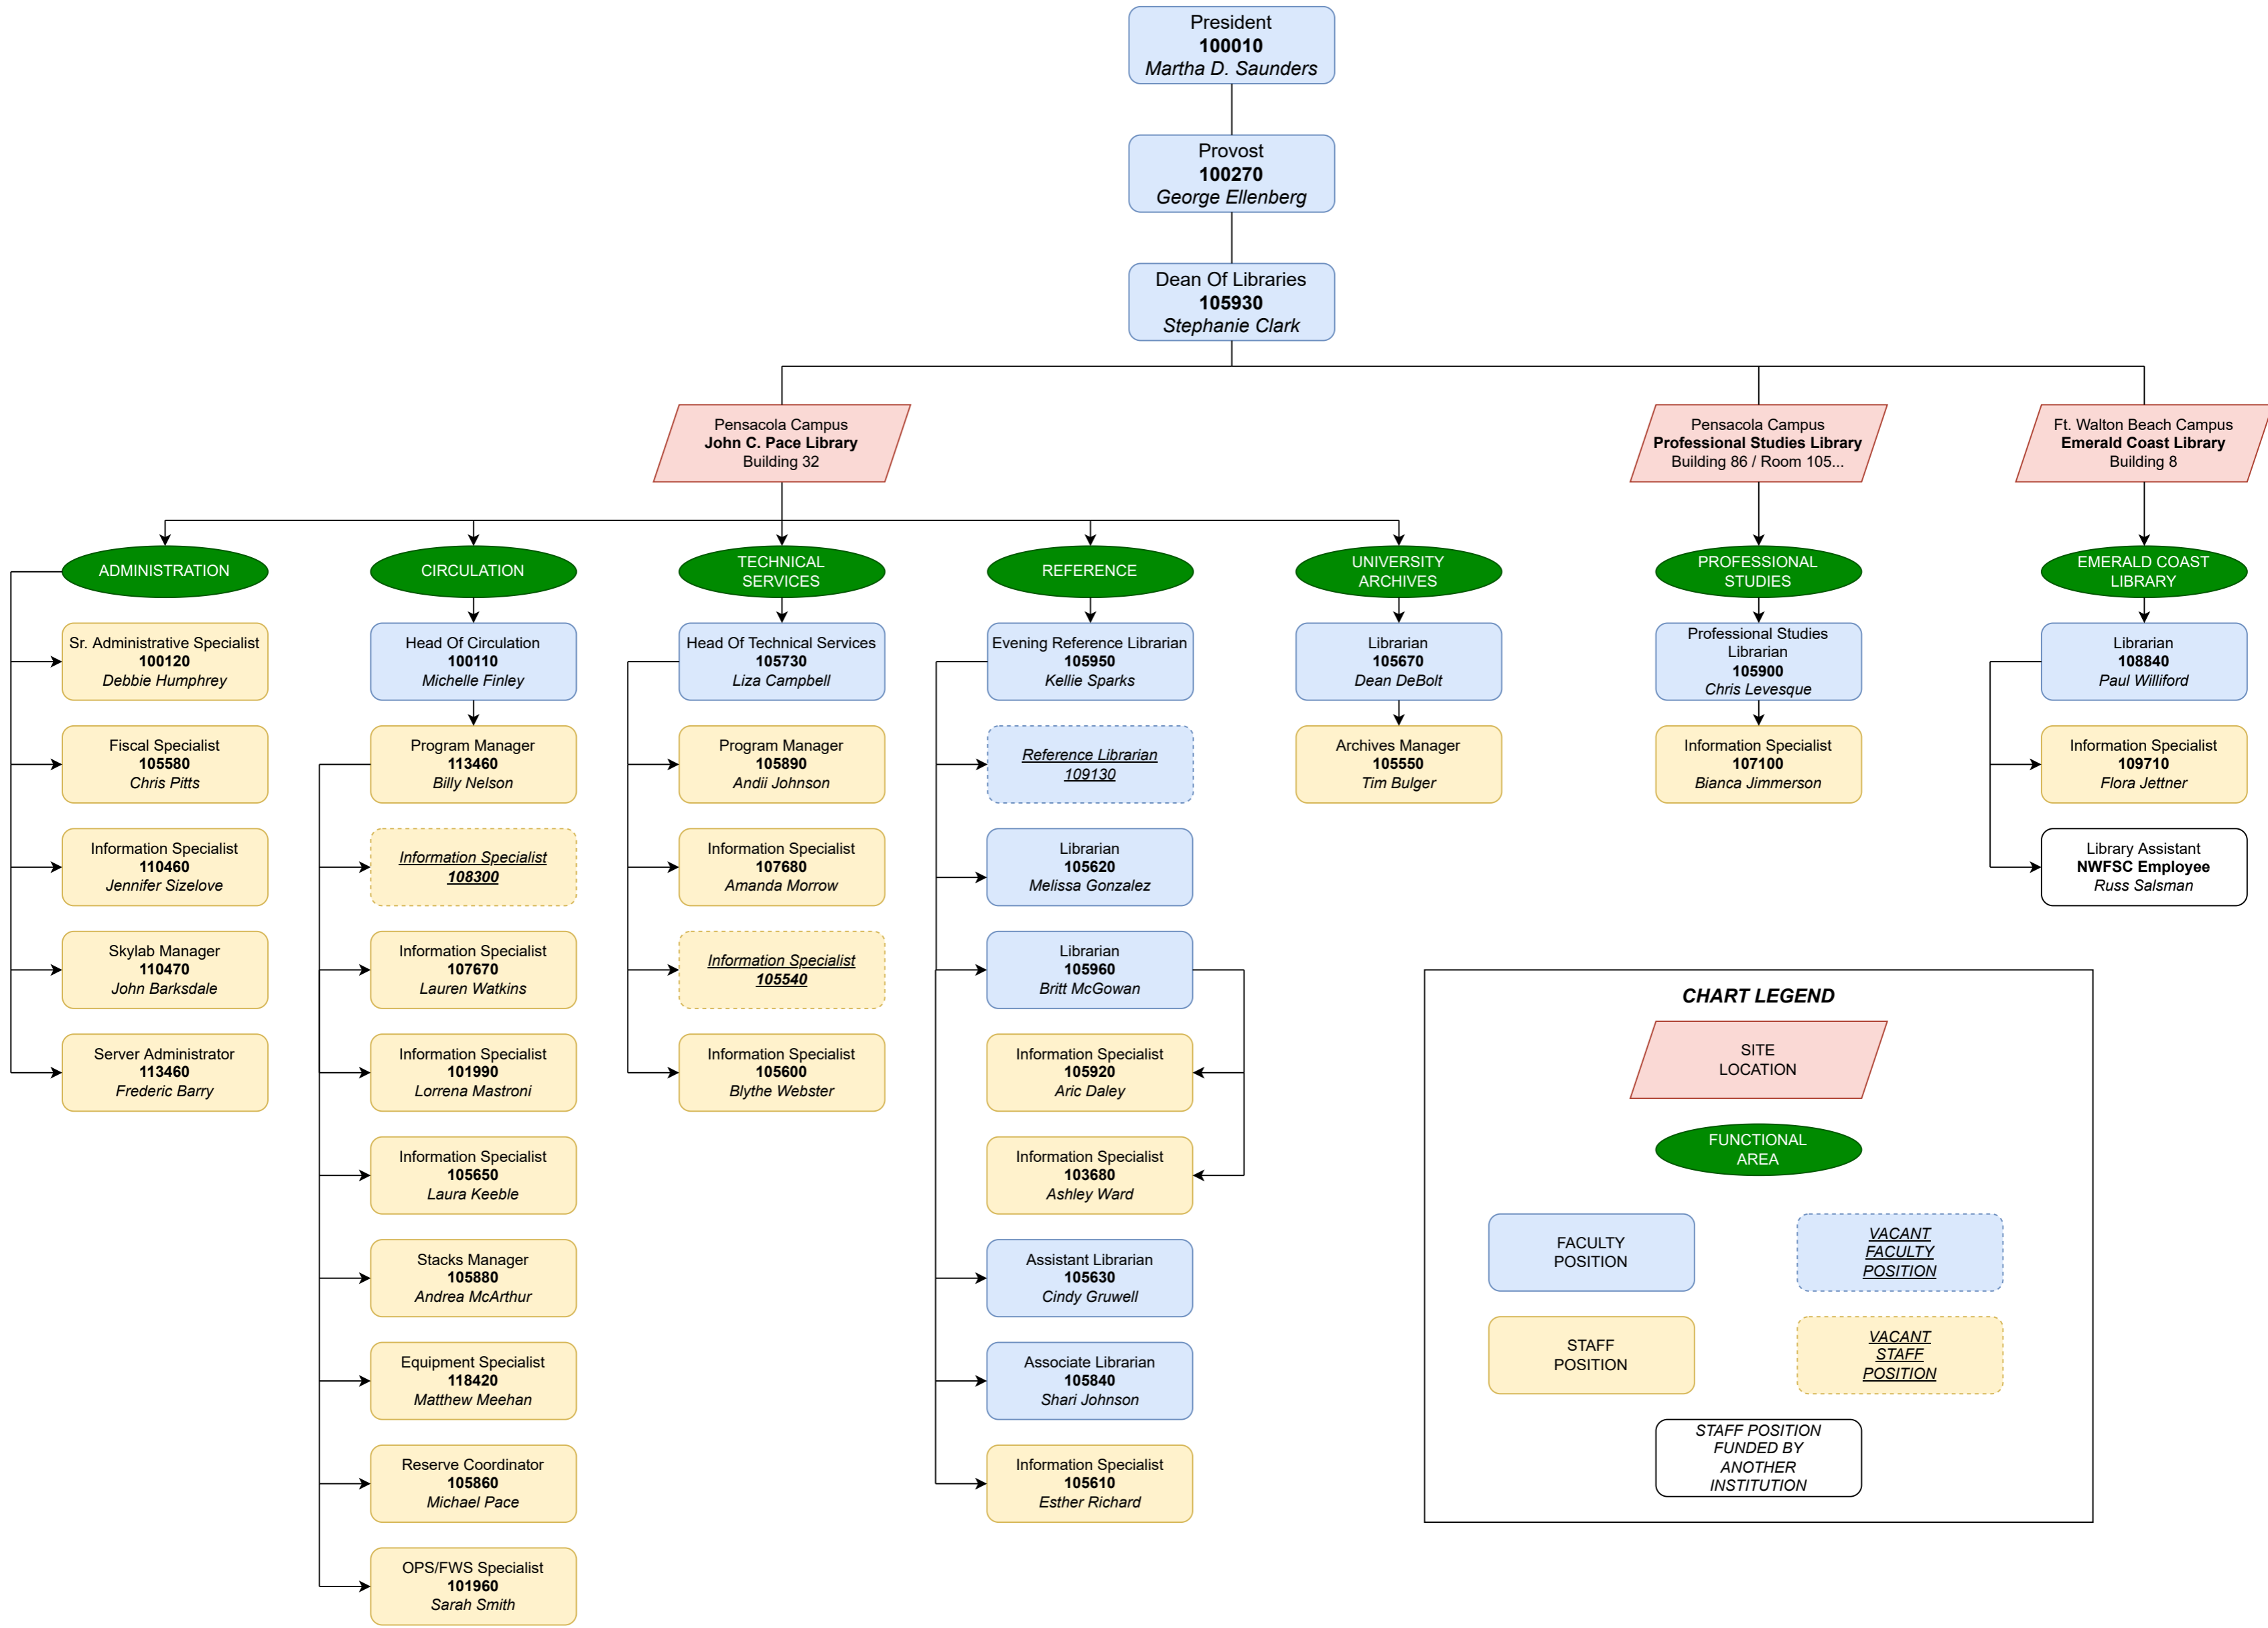 President
100010
Martha D. Saunders
Provost
100270
George Ellenberg
Dean Of Libraries
105930
Stephanie Clark
Pensacola Campus
John C. Pace Library
Building 32
Pensacola Campus
Professional Studies Library
Building 86 / Room 105...
Ft. Walton Beach Campus
Emerald Coast Library
Building 8
ADMINISTRATION
Sr. Administrative Specialist
100120
Debbie Humphrey
Fiscal Specialist
105580
Chris Pitts
Information Specialist
110460
Jennifer Sizelove
Skylab Manager
110470
John Barksdale
Server Administrator
113460
Frederic Barry
CIRCULATION
Head Of Circulation
100110
Michelle Finley
Program Manager
113460
Billy Nelson
Information Specialist
108300
Information Specialist
107670
Lauren Watkins
Information Specialist
101990
Lorrena Mastroni
Information Specialist
105650
Laura Keeble
Stacks Manager
105880
Andrea McArthur
Equipment Specialist
118420
Matthew Meehan
Reserve Coordinator
105860
Michael Pace
OPS/FWS Specialist
101960
Sarah Smith
TECHNICAL
SERVICES
Head Of Technical Services
105730
Liza Campbell
Program Manager
105890
Andii Johnson
Information Specialist
107680
Amanda Morrow
Information Specialist
105540
Information Specialist
105600
Blythe Webster
REFERENCE
Evening Reference Librarian
105950
Kellie Sparks
Reference Librarian
109130
Librarian
105620
Melissa Gonzalez
Librarian
105960
Britt McGowan
Information Specialist
105920
Aric Daley
Information Specialist
103680
Ashley Ward
Assistant Librarian
105630
Cindy Gruwell
Associate Librarian
105840
Shari Johnson
Information Specialist
105610
Esther Richard
UNIVERSITY
ARCHIVES
Librarian
105670
Dean DeBolt
Archives Manager
105550
Tim Bulger
PROFESSIONAL
STUDIES
Professional Studies
Librarian
105900
Chris Levesque
Information Specialist
107100
Bianca Jimmerson
EMERALD COAST
LIBRARY
Librarian
108840
Paul Williford
Information Specialist
109710
Flora Jettner
Library Assistant
NWFSC Employee
Russ Salsman
CHART LEGEND
SITE
LOCATION
FUNCTIONAL
AREA
FACULTY
POSITION
VACANT
FACULTY
POSITION
STAFF
POSITION
VACANT
STAFF
POSITION
STAFF POSITION
FUNDED BY
ANOTHER
INSTITUTION